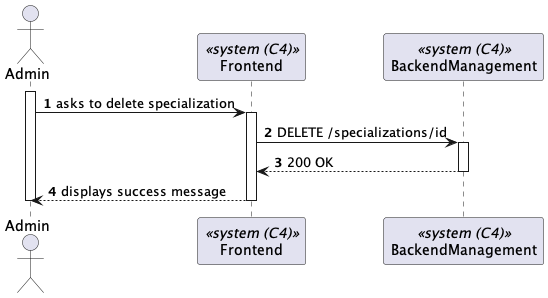 «system (C4)»
«system (C4)»
Admin
Frontend
BackendManagement
1 asks to delete specialization
2 DELETE /specializations/id
3 200 OK
4 displays success message
Admin
«system (C4)»
«system (C4)»
Frontend
BackendManagement